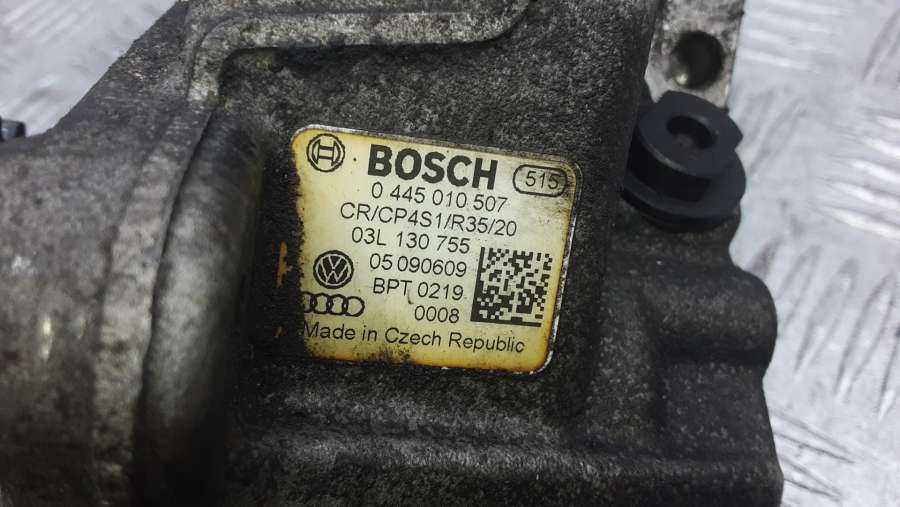 BOSCH 515
0 445 010 507
CR/CP4S1/R35/20
03L 130 755
05 090609
BPT 0219
0008
Made in Czech Republic